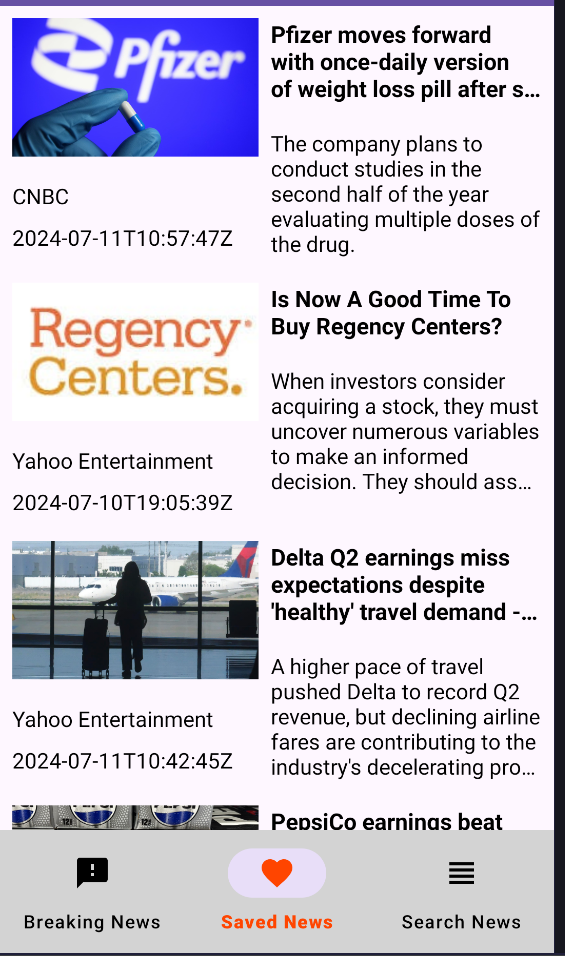 Pfizer
CNBC
2024-07-11T10:57:47Z
Pfizer moves forward
with once-daily version
of weight loss pill after s…
The company plans to
conduct studies in the
second half of the year
evaluating multiple doses of
the drug.
Regency
Centers.
Yahoo Entertainment
2024-07-10T19:05:39Z
Is Now A Good Time To
Buy Regency Centers?
When investors consider
acquiring a stock, they must
uncover numerous variables
to make an informed
decision. They should ass…
Yahoo Entertainment
2024-07-11T10:42:45Z
Delta Q2 earnings miss
expectations despite
'healthy' travel demand -…
A higher pace of travel
pushed Delta to record Q2
revenue, but declining airline
fares are contributing to the
industry's decelerating pro…
PepsiCo earnings beat
Breaking News
Saved News
Search News